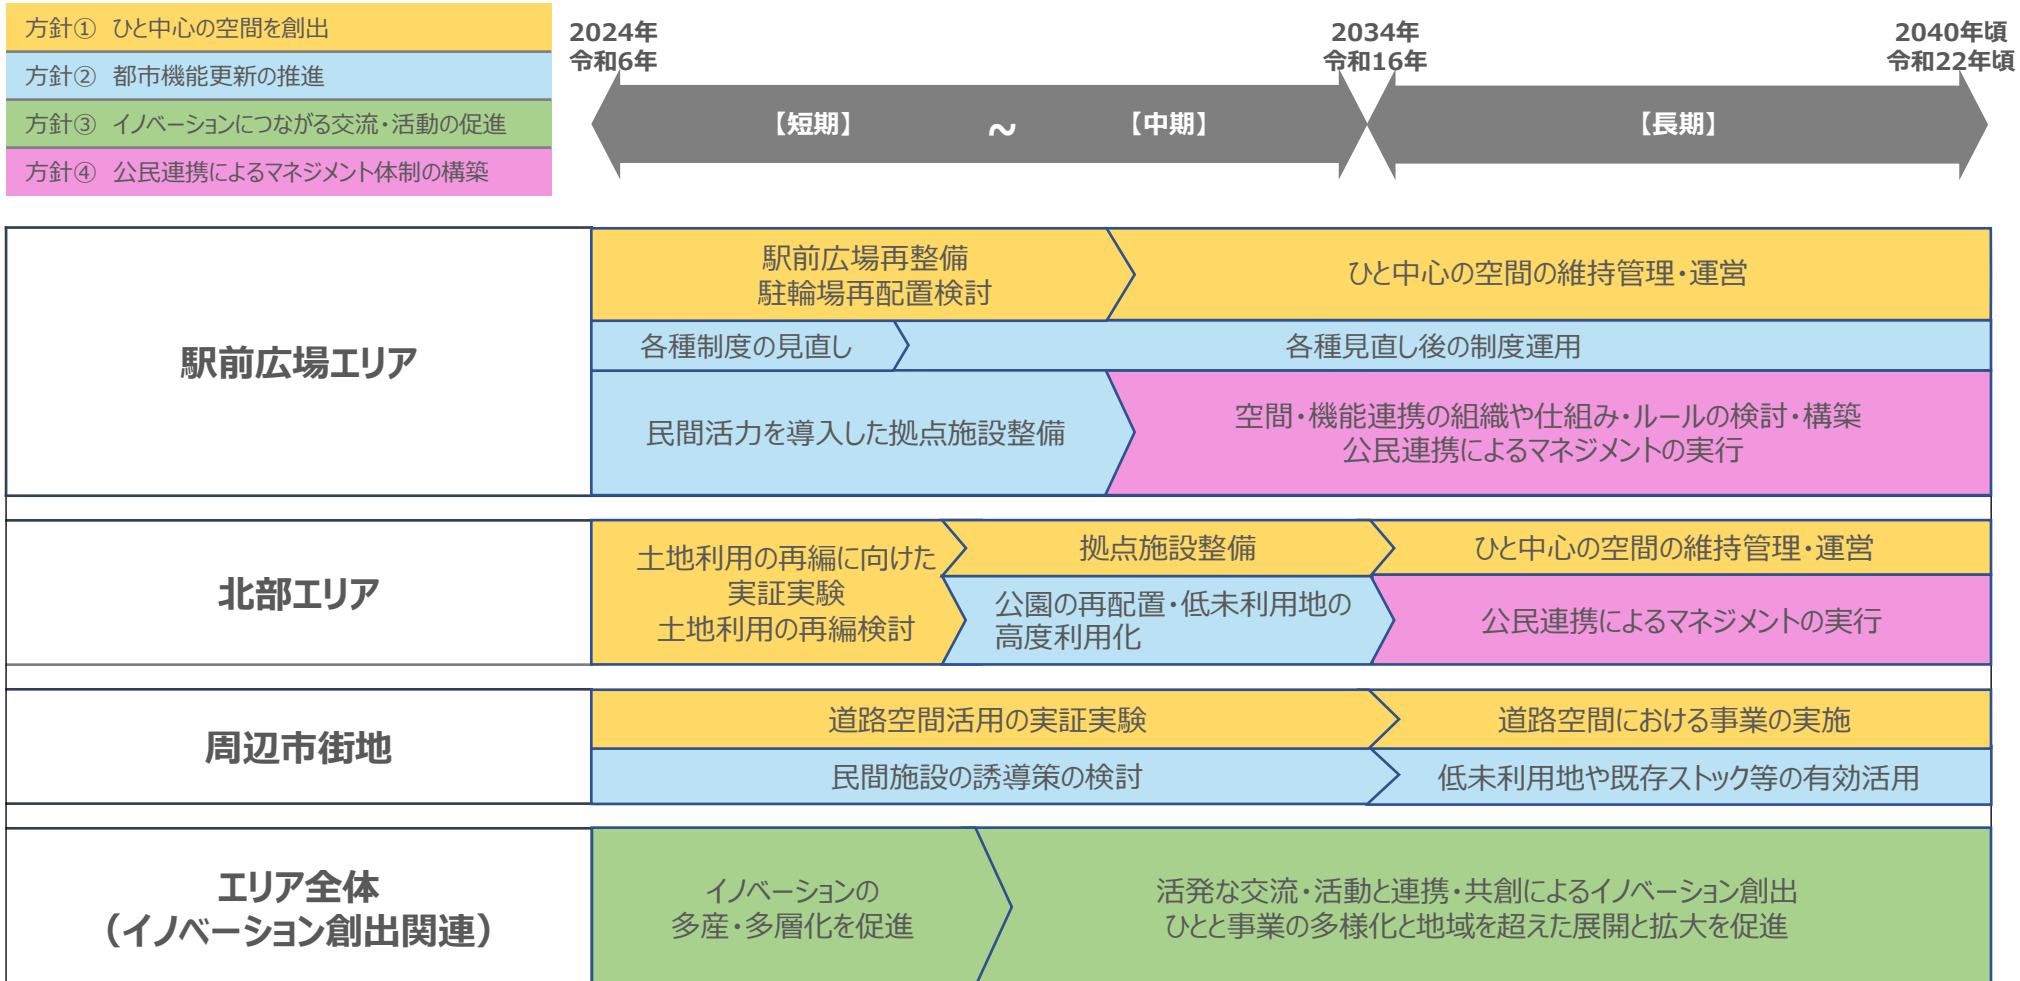 方針① ひと中心の空間を創出
方針② 都市機能更新の推進
方針③ イノベーションにつながる交流・活動の促進
方針④ 公民連携によるマネジメント体制の構築
2024年
令和6年
2034年
令和16年
2040年頃
令和22年頃
【短期】 ~ 【中期】
【長期】
駅前広場エリア
駅前広場再整備
駐輪場再配置検討
ひと中心の空間の維持管理・運営
各種制度の見直し
各種見直し後の制度運用
民間活力を導入した拠点施設整備
空間・機能連携の組織や仕組み・ルールの検討・構築
公民連携によるマネジメントの実行
北部エリア
土地利用の再編に向けた
実証実験
土地利用の再編検討
拠点施設整備
ひと中心の空間の維持管理・運営
公園の再配置・低未利用地の
高度利用化
公民連携によるマネジメントの実行
周辺市街地
道路空間活用の実証実験
道路空間における事業の実施
民間施設の誘導策の検討
低未利用地や既存ストック等の有効活用
エリア全体
（イノベーション創出関連）
イノベーションの
多産・多層化を促進
活発な交流・活動と連携・共創によるイノベーション創出
ひとと事業の多様化と地域を超えた展開と拡大を促進